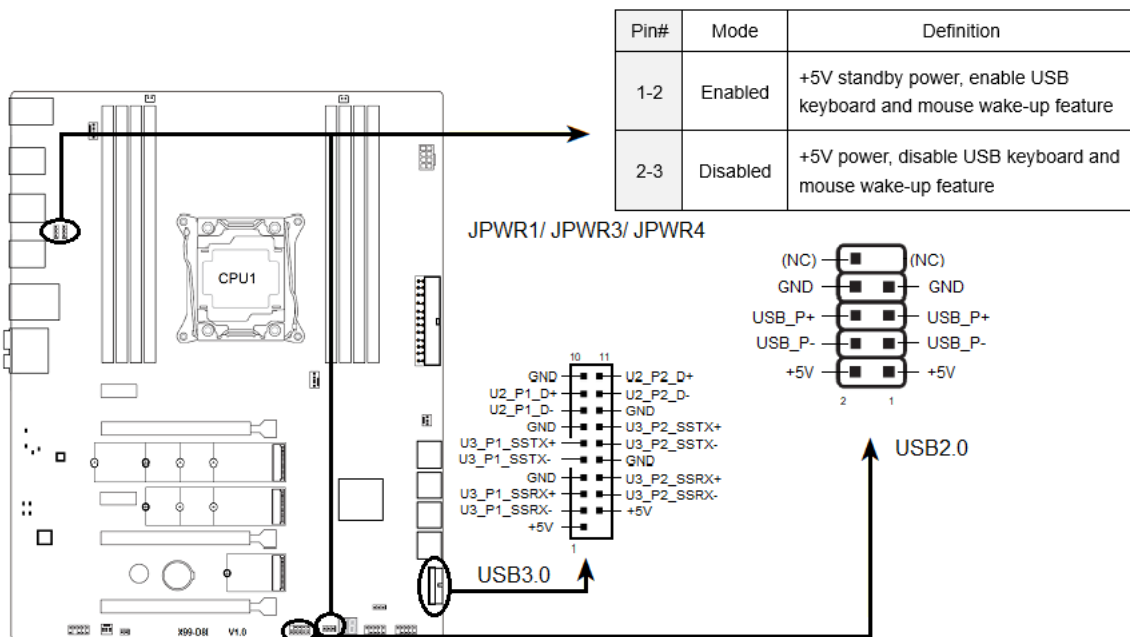 Pin# Mode Definition
1-2 Enabled +5V standby power, enable USB
keyboard and mouse wake-up feature
2-3 Disabled +5V power, disable USB keyboard and
mouse wake-up feature
JPWR1/ JPWR3/ JPWR4
CPU1
(NC) (NC)
GND GND
USB_P+ USB_P+
USB_P- USB_P-
+5V +5V
2 1
USB2.0
10 11
GND U2_P2_D+
U2_P1_D+ U2_P2_D-
U2_P1_D- GND
GND U3_P2_SSTX+
U3_P1_SSTX+ U3_P2_SSTX-
U3_P1_SSTX- GND
GND U3_P2_SSRX+
U3_P1_SSRX+ U3_P2_SSRX-
U3_P1_SSRX- +5V
+5V
1
USB3.0
X99-D8I V1.0